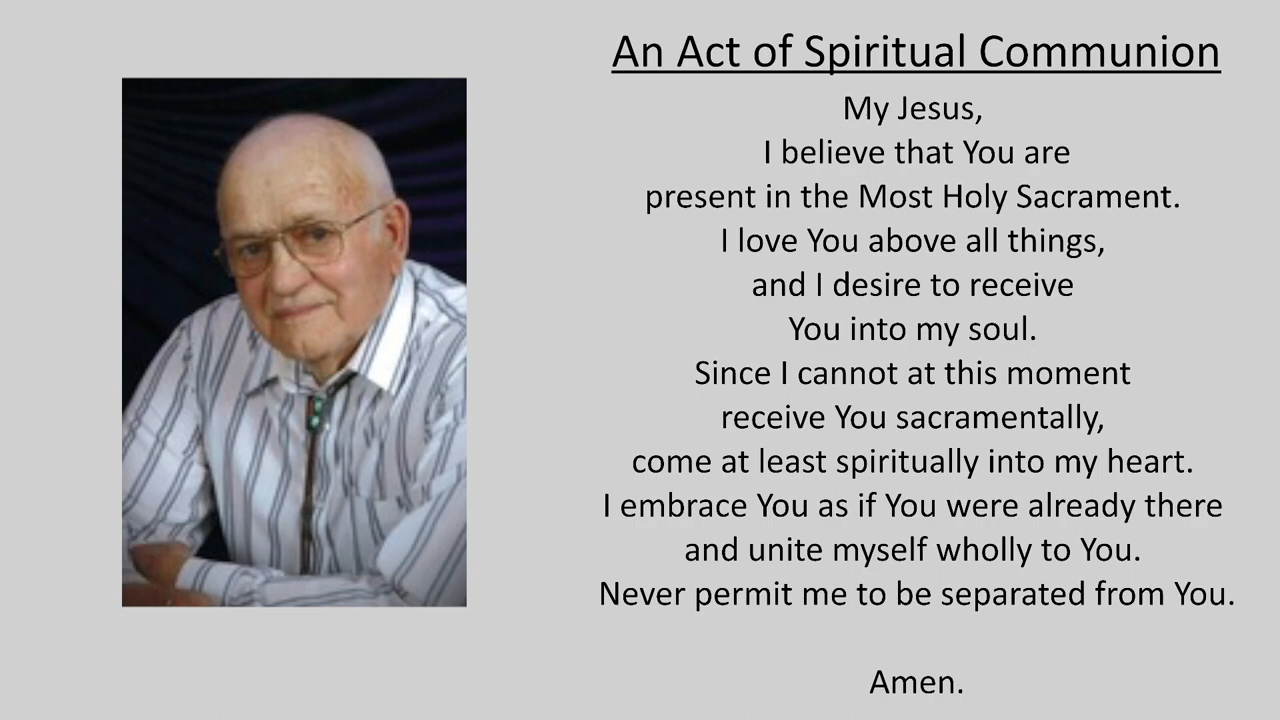 An Act of Spiritual Communion
My Jesus,
I believe that You are
present in the Most Holy Sacrament.
I love You above all things,
and I desire to receive
You into my soul.
Since I cannot at this moment
receive You sacramentally,
come at least spiritually into my heart.
I embrace You as if You were already there
and unite myself wholly to You.
Never permit me to be separated from You.
Amen.